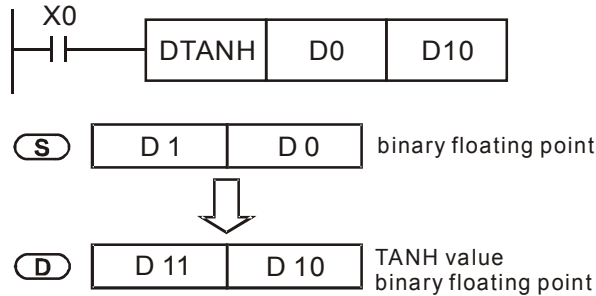 X0
DTANH D0 D10
S D 1 D 0 binary floating point
D D 11 D 10 TANH value
binary floating point